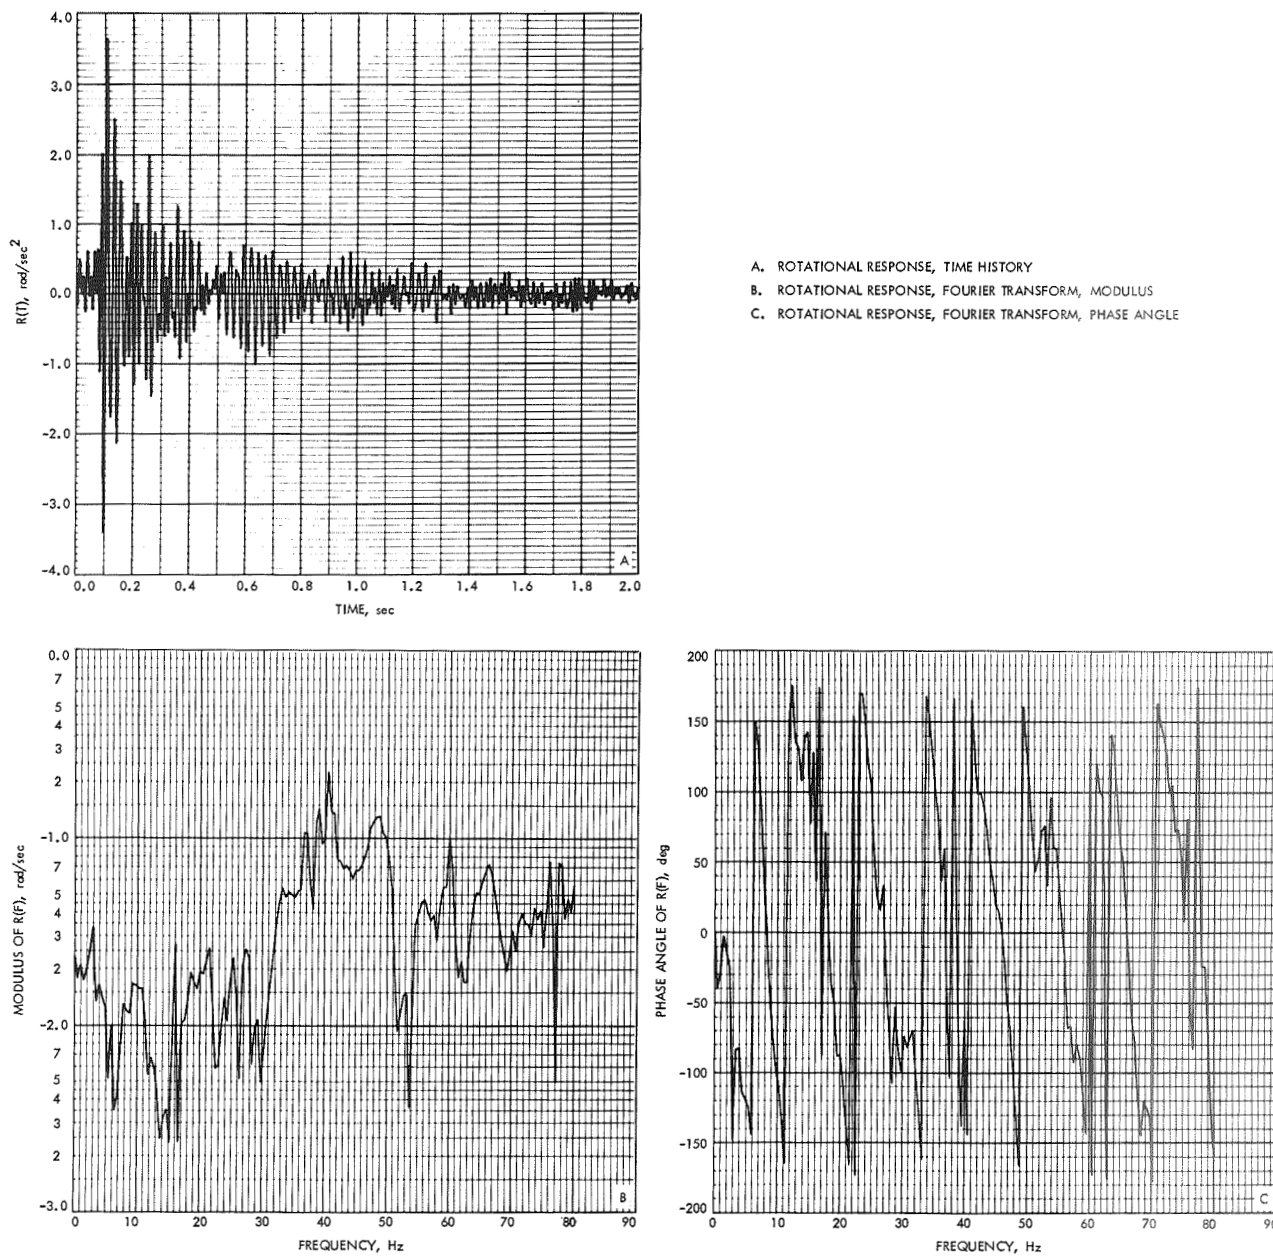 4.0
3.0
2.0
1.0
0.0
-1.0
-2.0
-3.0
-4.0
R(T), rad/sec2
A
0.0 0.2 0.4 0.6 0.8 1.0 1.2 1.4 1.6 1.8 2.0
TIME, sec
A. ROTATIONAL RESPONSE, TIME HISTORY
B. ROTATIONAL RESPONSE, FOURIER TRANSFORM, MODULUS
C. ROTATIONAL RESPONSE, FOURIER TRANSFORM, PHASE ANGLE
0.0
7
5
4
3
2
-1.0
7
5
4
3
2
-2.0
7
5
4
3
2
-3.0
MODULUS OF R(F), rad/sec
B
0 10 20 30 40 50 60 70 80 90
FREQUENCY, Hz
200
150
100
50
0
-50
-100
-150
-200
PHASE ANGLE OF R(F), deg
C
0 10 20 30 40 50 60 70 80 90
FREQUENCY, Hz